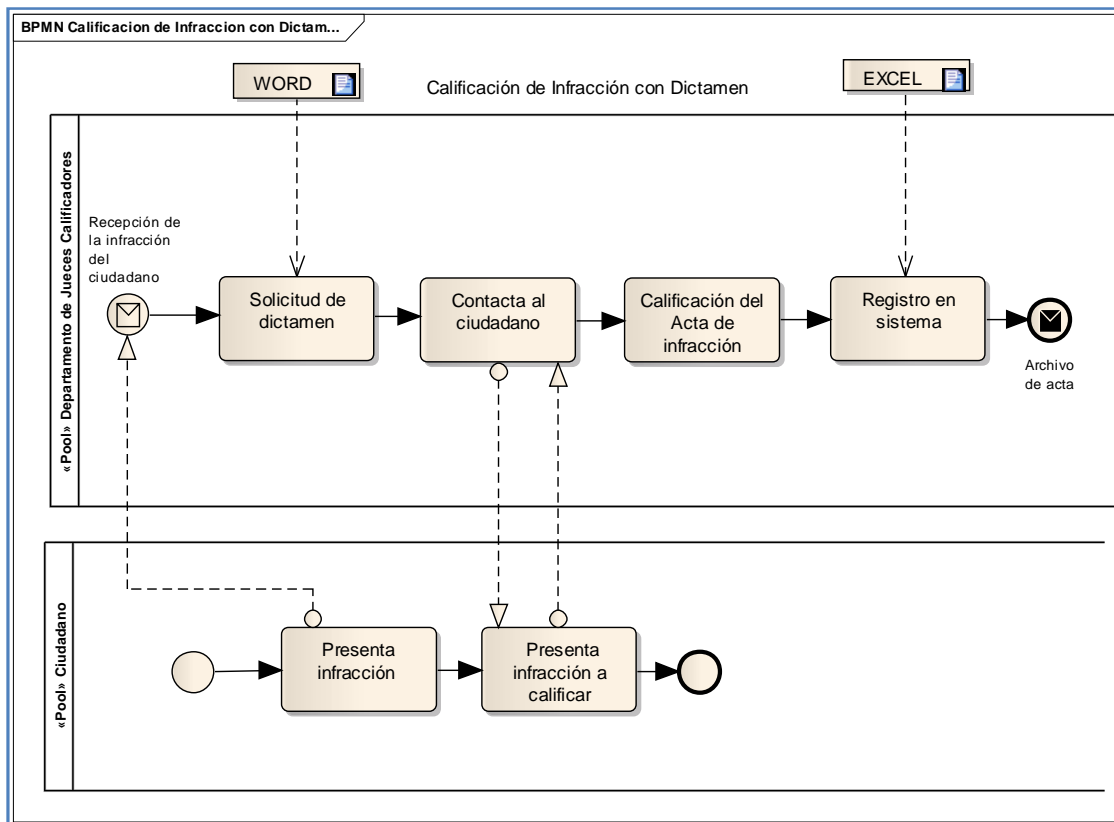 BPMN Calificacion de Infraccion con Dictam...
WORD
Calificación de Infracción con Dictamen
EXCEL
«Pool» Departamento de Jueces Calificadores
Recepción de
la infracción
del
ciudadano
Solicitud de
dictamen
Contacta al
ciudadano
Calificación del
Acta de
infracción
Registro en
sistema
Archivo
de acta
«Pool» Ciudadano
Presenta
infracción
Presenta
infracción a
calificar